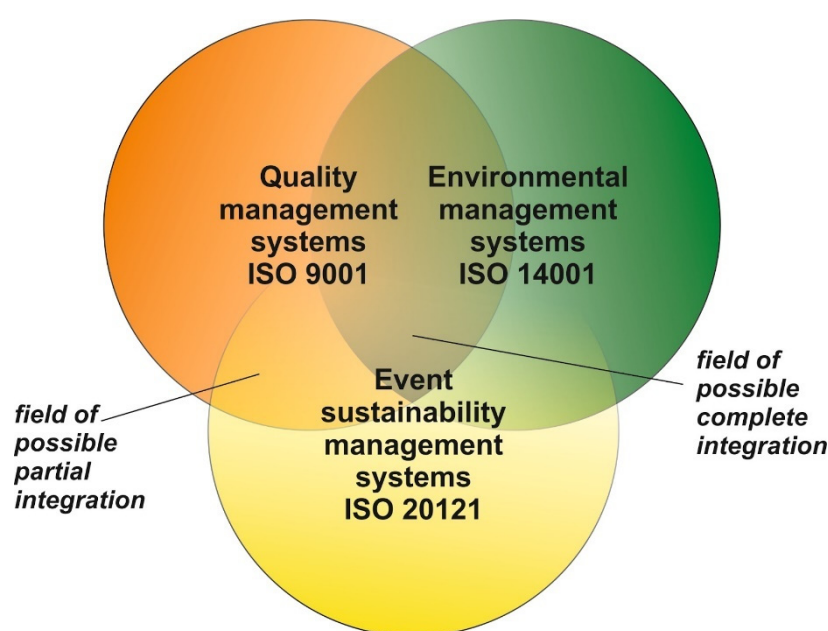 Quality
management
systems
ISO 9001
Environmental
management
systems
ISO 14001
Event
sustainability
management
systems
ISO 20121
field of
possible
partial
integration
field of
possible
complete
integration